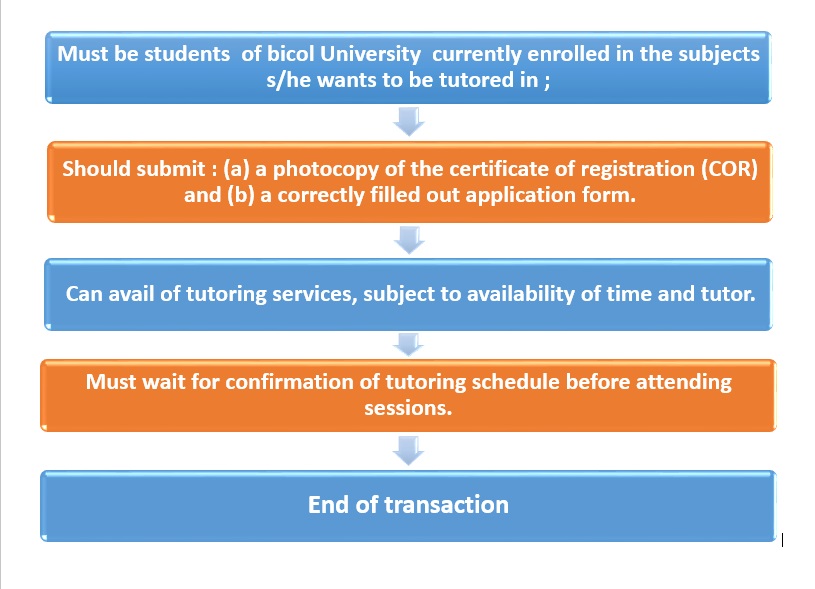 Must be students of bicol University currently enrolled in the subjects
s/he wants to be tutored in ;
Should submit : (a) a photocopy of the certificate of registration (COR)
and (b) a correctly filled out application form.
Can avail of tutoring services, subject to availability of time and tutor.
Must wait for confirmation of tutoring schedule before attending
sessions.
End of transaction